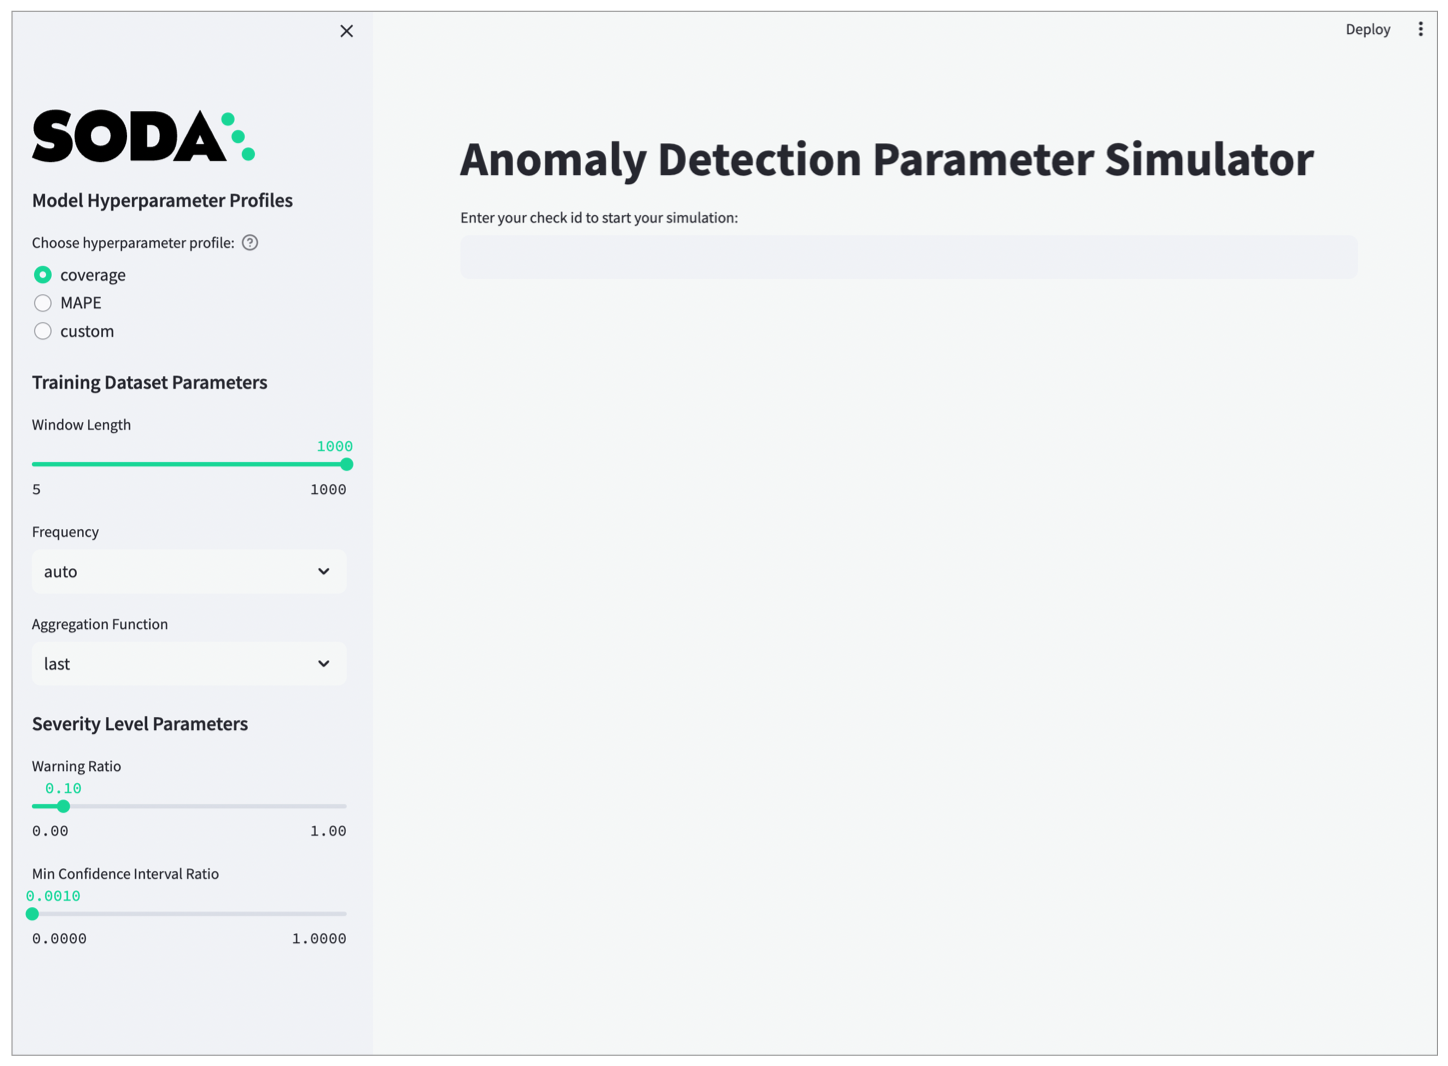 SODA
Model Hyperparameter Profiles
Choose hyperparameter profile:
coverage
MAPE
custom
Training Dataset Parameters
Window Length
1000
5 1000
Frequency
auto
Aggregation Function
last
Severity Level Parameters
Warning Ratio
0.10
0.00 1.00
Min Confidence Interval Ratio
0.0010
0.0000 1.0000
Deploy
Anomaly Detection Parameter Simulator
Enter your check id to start your simulation: